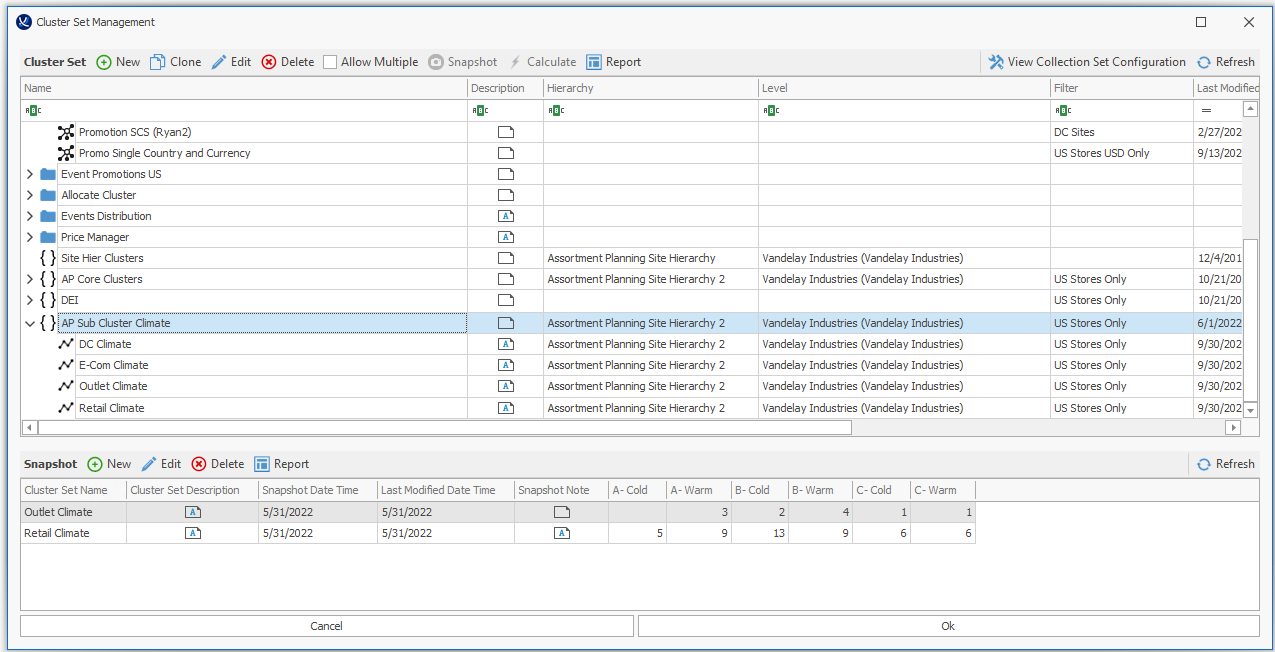 Cluster Set Management
Cluster Set New Clone Edit Delete Allow Multiple Snapshot Calculate Report View Collection Set Configuration Refresh
Name Description Hierarchy Level Filter Last Modified
ABC ABC ABC ABC ABC =
Promotion SCS (Ryan2) DC Sites 2/27/202
Promo Single Country and Currency US Stores USD Only 9/13/202
Event Promotions US
Allocate Cluster
Events Distribution A
Price Manager A
{ } Site Hier Clusters Assortment Planning Site Hierarchy Vandelay Industries (Vandelay Industries) 12/4/201
{ } AP Core Clusters Assortment Planning Site Hierarchy 2 Vandelay Industries (Vandelay Industries) US Stores Only 10/21/20
{ } DEI US Stores Only 10/21/20
{ } AP Sub Cluster Climate Assortment Planning Site Hierarchy 2 Vandelay Industries (Vandelay Industries) US Stores Only 6/1/2022
DC Climate A Assortment Planning Site Hierarchy 2 Vandelay Industries (Vandelay Industries) US Stores Only 9/30/202
E-Com Climate A Assortment Planning Site Hierarchy 2 Vandelay Industries (Vandelay Industries) US Stores Only 9/30/202
Outlet Climate A Assortment Planning Site Hierarchy 2 Vandelay Industries (Vandelay Industries) US Stores Only 9/30/202
Retail Climate A Assortment Planning Site Hierarchy 2 Vandelay Industries (Vandelay Industries) US Stores Only 9/30/202
Snapshot New Edit Delete Report Refresh
Cluster Set Name Cluster Set Description Snapshot Date Time Last Modified Date Time Snapshot Note A- Cold A- Warm B- Cold B- Warm C- Cold C- Warm
Outlet Climate A 5/31/2022 5/31/2022 3 2 4 1 1
Retail Climate A 5/31/2022 5/31/2022 A 5 9 13 9 6 6
Cancel Ok